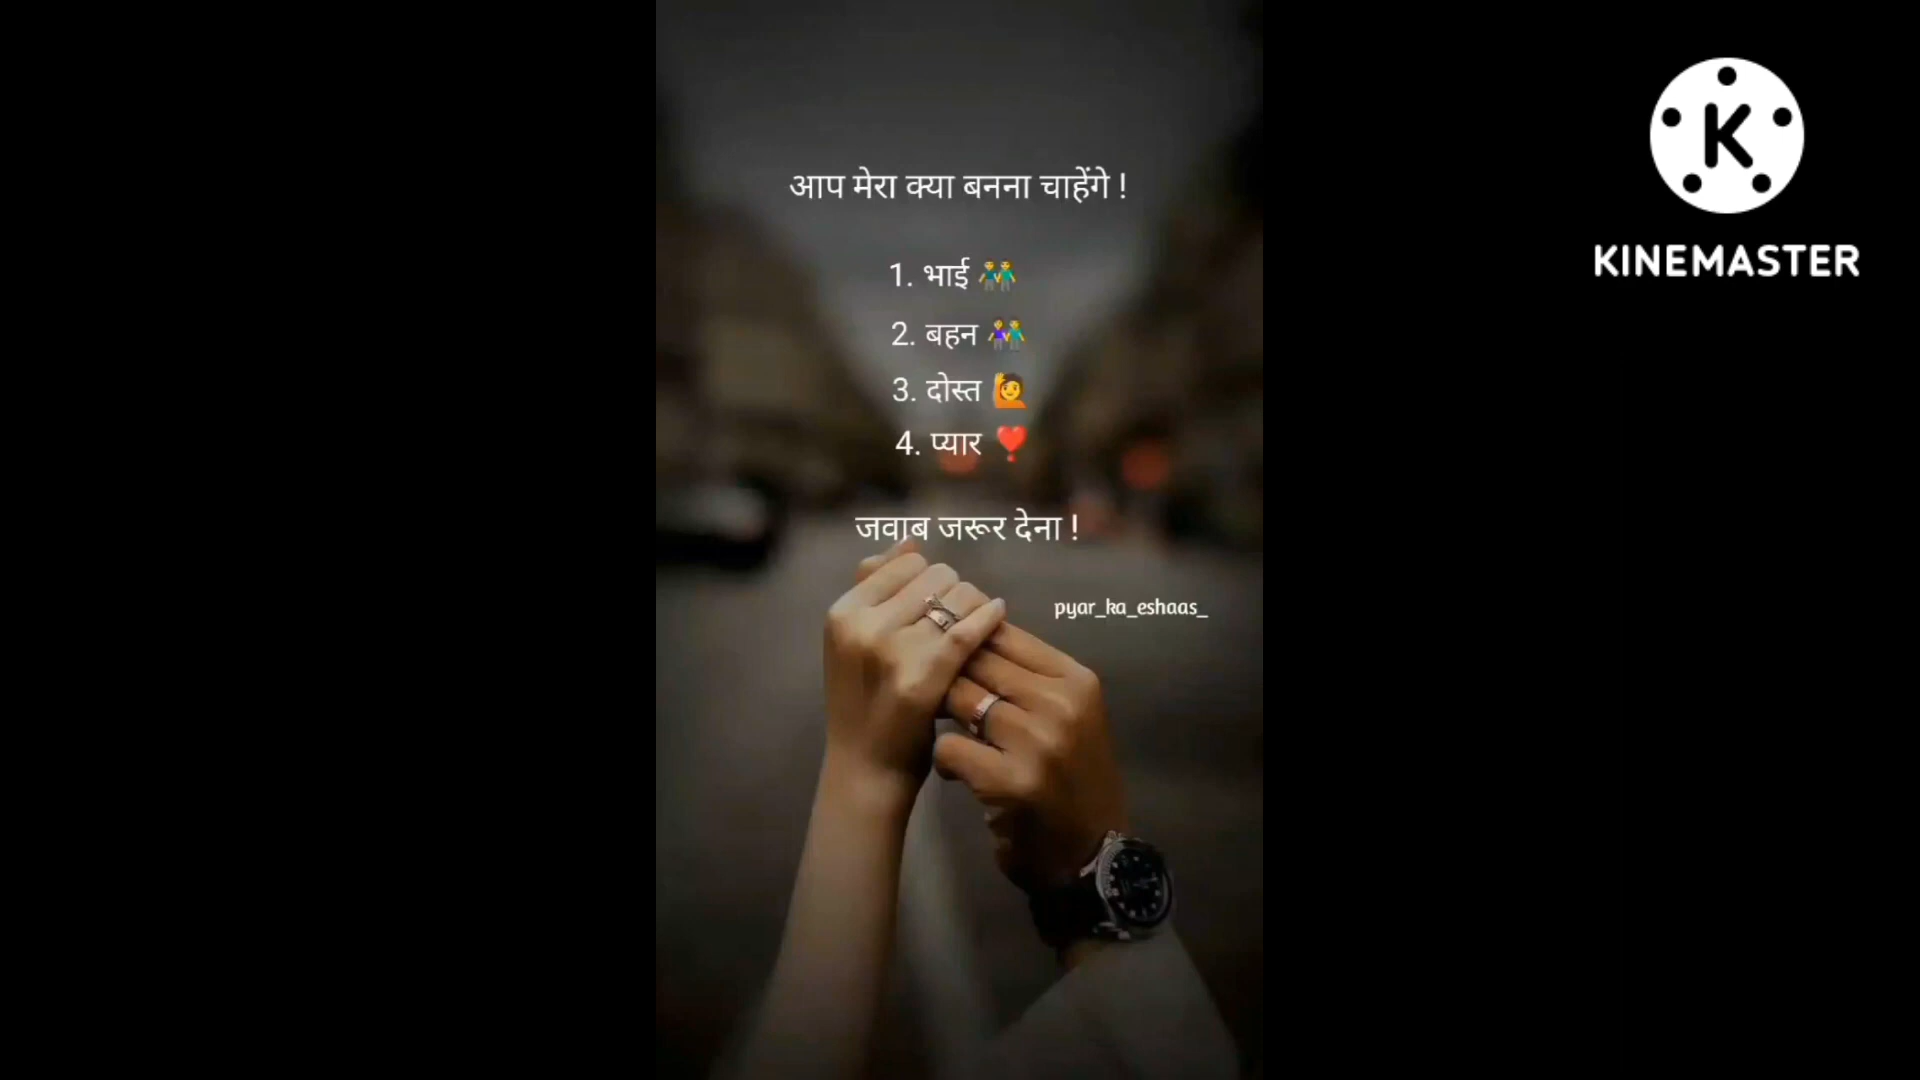 आप मेरा क्या बनना चाहेंगे !
1. भाई 👬
2. बहन 👫
3. दोस्त 🙋
4. प्यार ❣️
जवाब जरूर देना !
pyar_ka_eshaas_
K
KINEMASTER